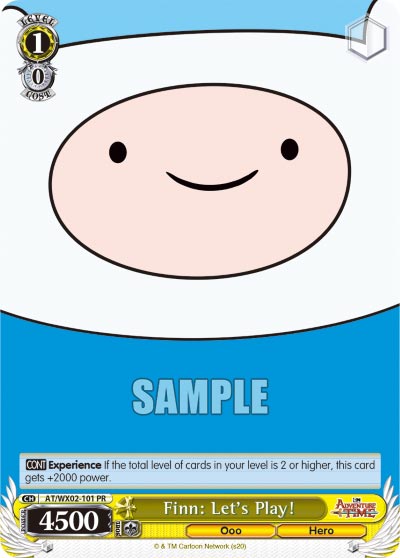 LEVEL
1
0
COST
SAMPLE
CONT Experience If the total level of cards in your level is 2 or higher, this card
gets +2000 power.
CH AT/WX02-101 PR
POWER 4500 SOUL
Finn: Let's Play!
Ooo Hero
ADVENTURE TIME
© & TM Cartoon Network (s20)